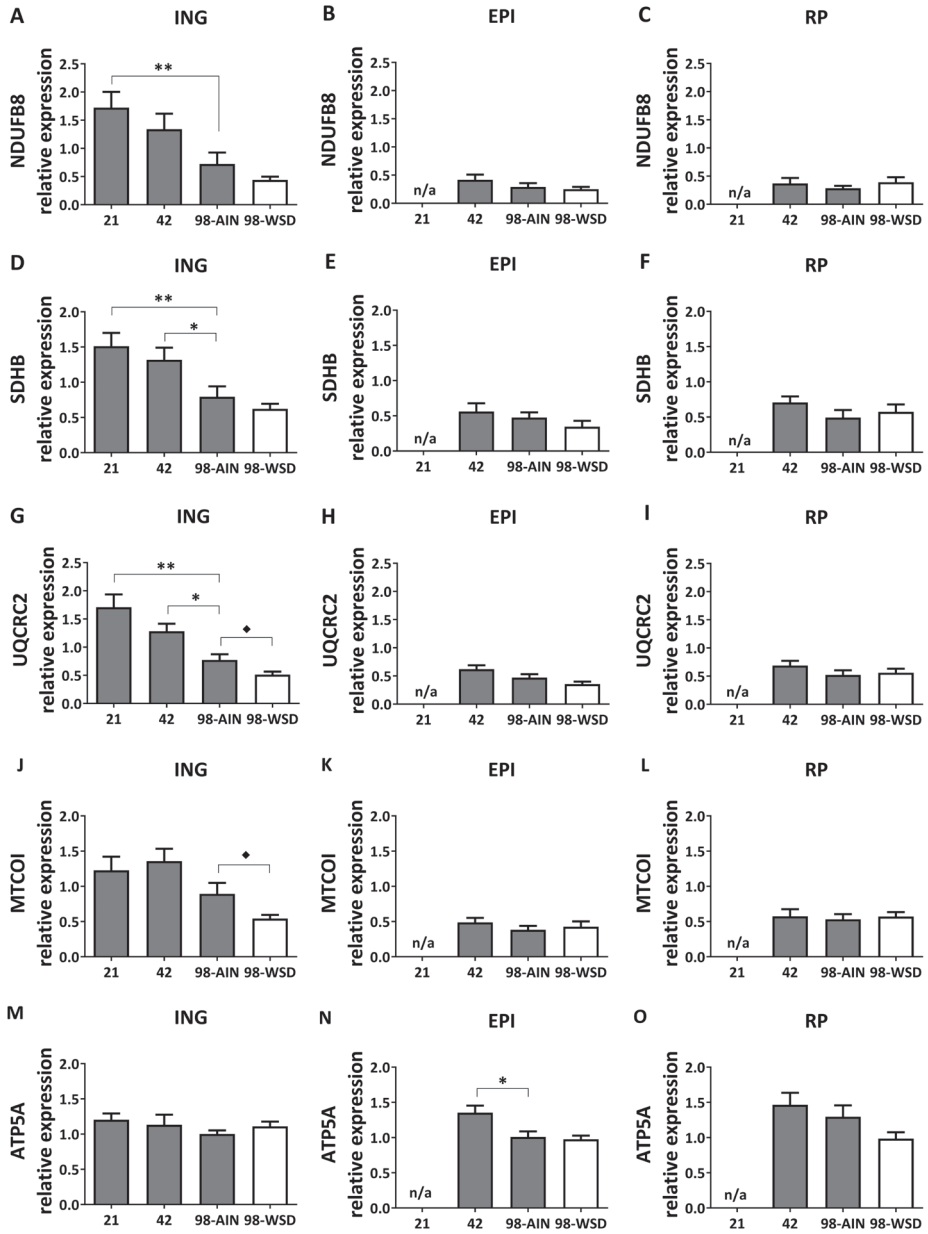 A
ING
NDUFB8
relative expression
2.5
2.0
1.5
1.0
0.5
0.0
**
21
42
98-AIN
98-WSD
B
EPI
NDUFB8
relative expression
2.5
2.0
1.5
1.0
0.5
0.0
n/a
21
42
98-AIN
98-WSD
C
RP
NDUFB8
relative expression
2.5
2.0
1.5
1.0
0.5
0.0
n/a
21
42
98-AIN
98-WSD
D
ING
SDHB
relative expression
2.0
1.5
1.0
0.5
0.0
**
*
21
42
98-AIN
98-WSD
E
EPI
SDHB
relative expression
2.0
1.5
1.0
0.5
0.0
n/a
21
42
98-AIN
98-WSD
F
RP
SDHB
relative expression
2.0
1.5
1.0
0.5
0.0
n/a
21
42
98-AIN
98-WSD
G
ING
UQCRC2
relative expression
2.5
2.0
1.5
1.0
0.5
0.0
**
*
◆
21
42
98-AIN
98-WSD
H
EPI
UQCRC2
relative expression
2.5
2.0
1.5
1.0
0.5
0.0
n/a
21
42
98-AIN
98-WSD
I
RP
UQCRC2
relative expression
2.5
2.0
1.5
1.0
0.5
0.0
n/a
21
42
98-AIN
98-WSD
J
ING
MTCOI
relative expression
2.0
1.5
1.0
0.5
0.0
◆
21
42
98-AIN
98-WSD
K
EPI
MTCOI
relative expression
2.0
1.5
1.0
0.5
0.0
n/a
21
42
98-AIN
98-WSD
L
RP
MTCOI
relative expression
2.0
1.5
1.0
0.5
0.0
n/a
21
42
98-AIN
98-WSD
M
ING
ATP5A
relative expression
2.0
1.5
1.0
0.5
0.0
21
42
98-AIN
98-WSD
N
EPI
ATP5A
relative expression
2.0
1.5
1.0
0.5
0.0
*
n/a
21
42
98-AIN
98-WSD
O
RP
ATP5A
relative expression
2.0
1.5
1.0
0.5
0.0
n/a
21
42
98-AIN
98-WSD